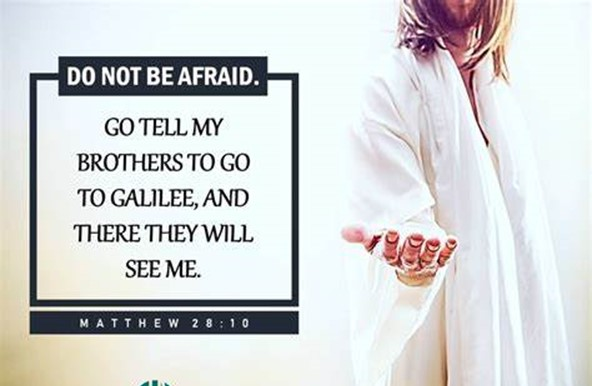 DO NOT BE AFRAID.
GO TELL MY
BROTHERS TO GO
TO GALILEE, AND
THERE THEY WILL
SEE ME.
MATTHEW 28:10